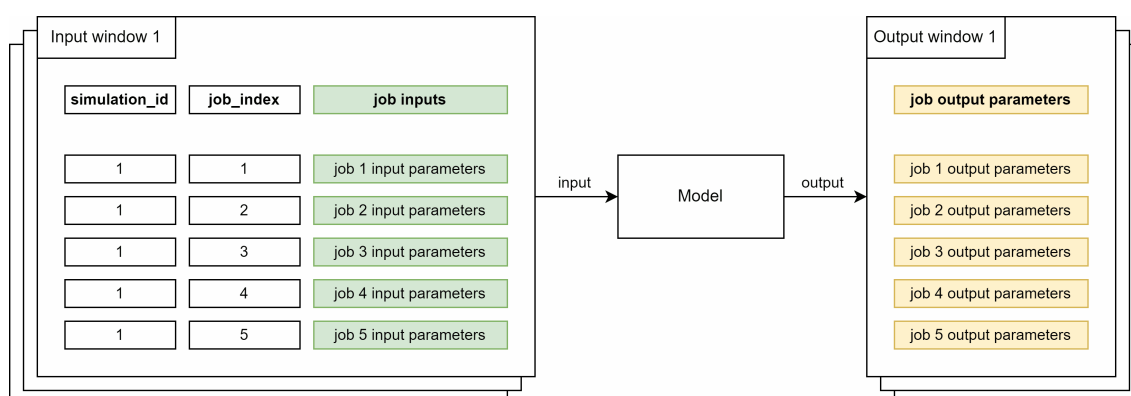 Input window 1
simulation_id job_index job inputs
1 1 job 1 input parameters
1 2 job 2 input parameters
1 3 job 3 input parameters
1 4 job 4 input parameters
1 5 job 5 input parameters
input
Model
output
Output window 1
job output parameters
job 1 output parameters
job 2 output parameters
job 3 output parameters
job 4 output parameters
job 5 output parameters